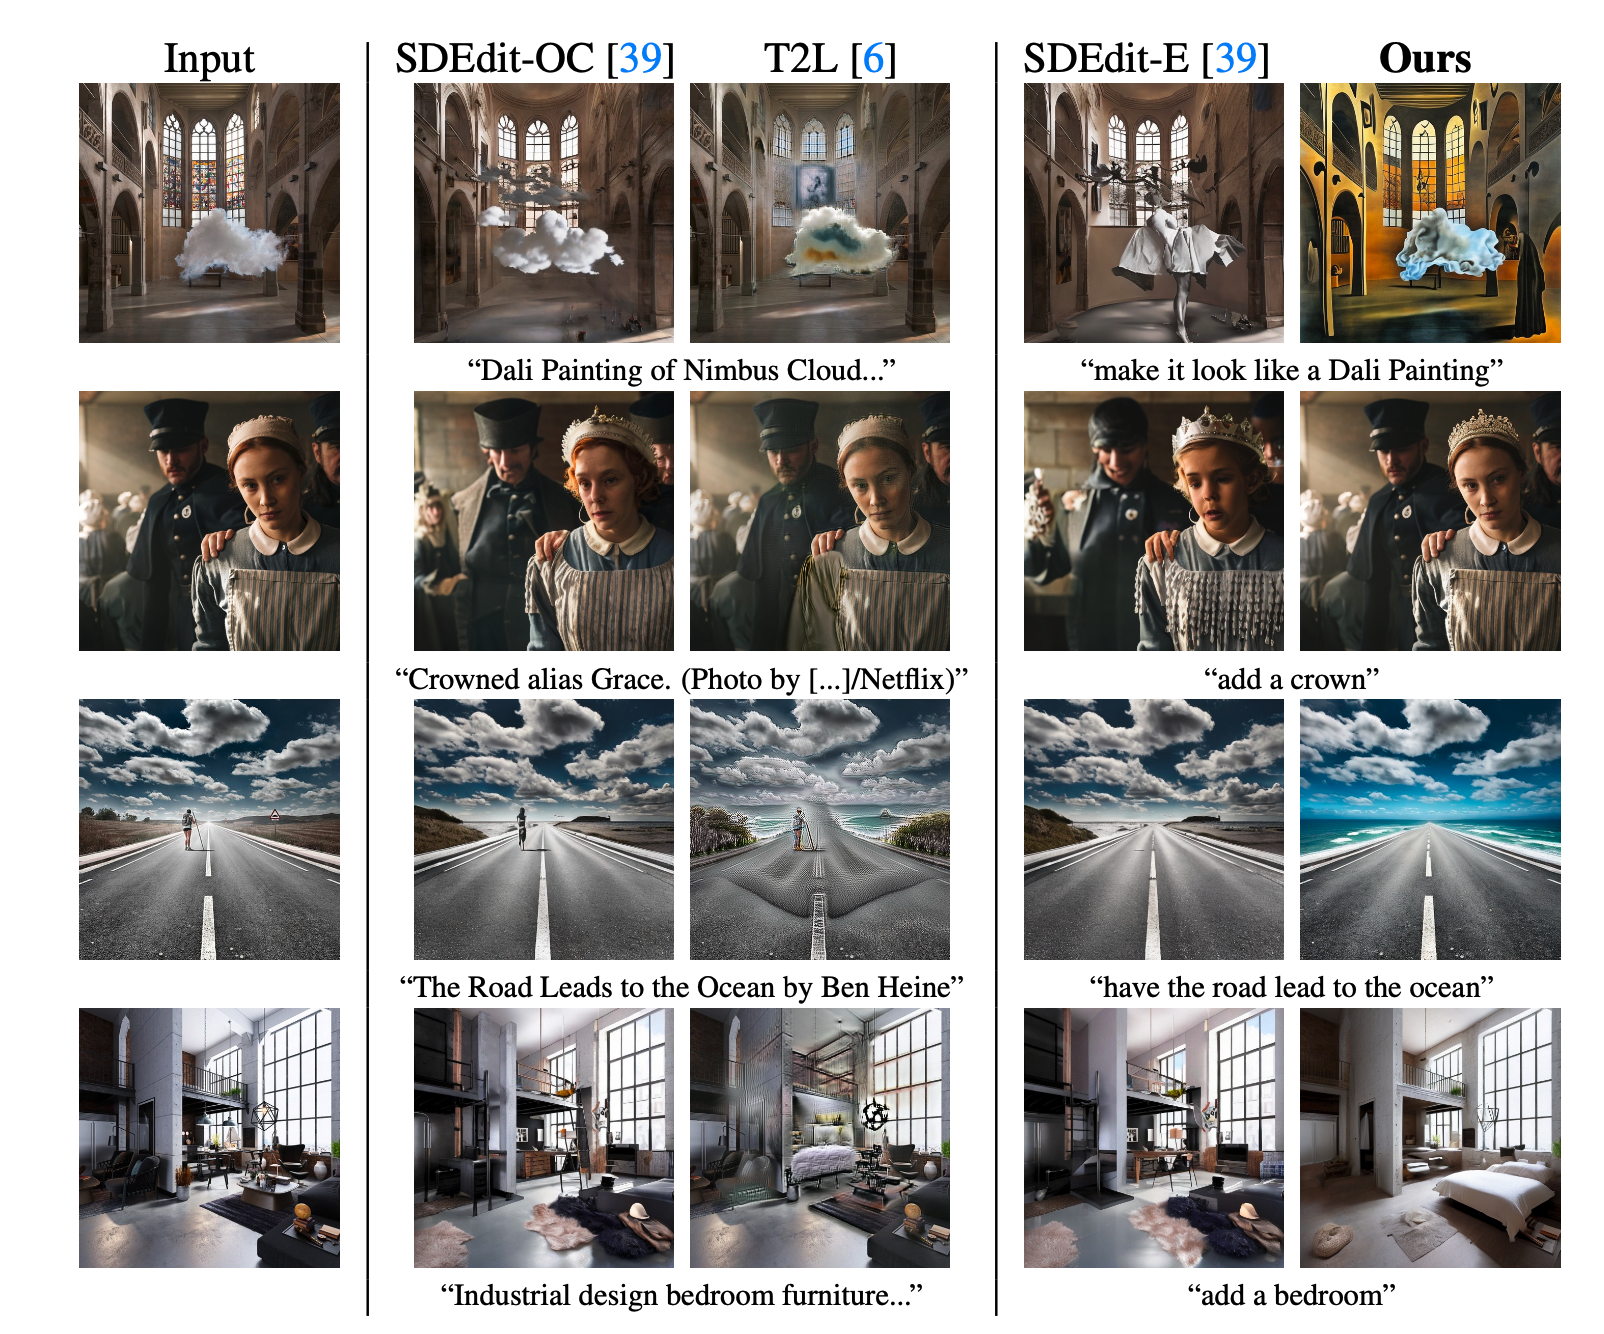 Input SDEdit-OC [39] T2L [6] SDEdit-E [39] Ours
“Dali Painting of Nimbus Cloud...” “make it look like a Dali Painting”
“Crowned alias Grace. (Photo by [...]/Netflix)” “add a crown”
“The Road Leads to the Ocean by Ben Heine” “have the road lead to the ocean”
“Industrial design bedroom furniture...” “add a bedroom”